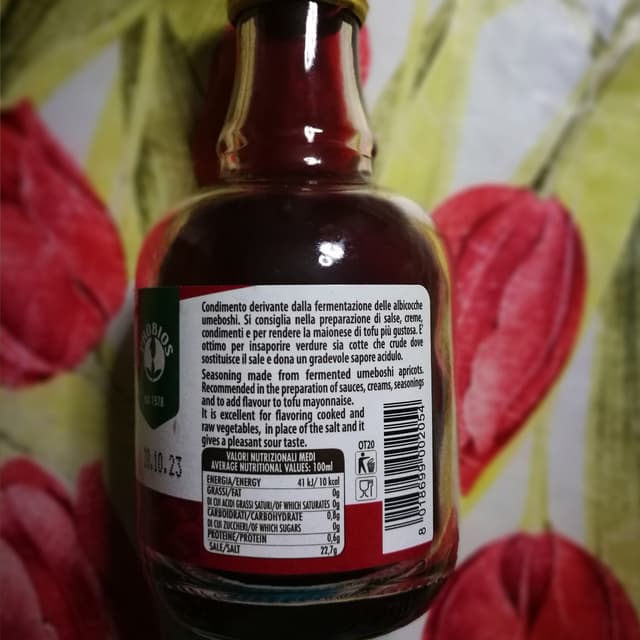 Condimento derivante dalla fermentazione delle albicocche
umeboshi. Si consiglia nella preparazione di salse, creme,
condimenti e per rendere la maionese di tofu più gustosa. E'
ottimo per insaporire verdure sia cotte che crude dove
sostituisce il sale e dona un gradevole sapore acidulo.
Seasoning made from fermented umeboshi apricots.
Recommended in the preparation of sauces, creams, seasonings
and to add flavour to tofu mayonnaise.
It is excellent for flavoring cooked and
raw vegetables, in place of the salt and it
gives a pleasant sour taste.
OT20
VALORI NUTRIZIONALI MEDI
AVERAGE NUTRITIONAL VALUES: 100ml
ENERGIA/ENERGY 41 kJ/ 10 kcal
GRASSI/FAT 0g
DI CUI ACIDI GRASSI SATURI/OF WHICH SATURATES 0g
CARBOIDRATI/CARBOHYDRATE 0,8g
DI CUI ZUCCHERI/OF WHICH SUGARS 0g
PROTEINE/PROTEIN 0,6g
SALE/SALT 22,7g
.10.23
8 018699 002054